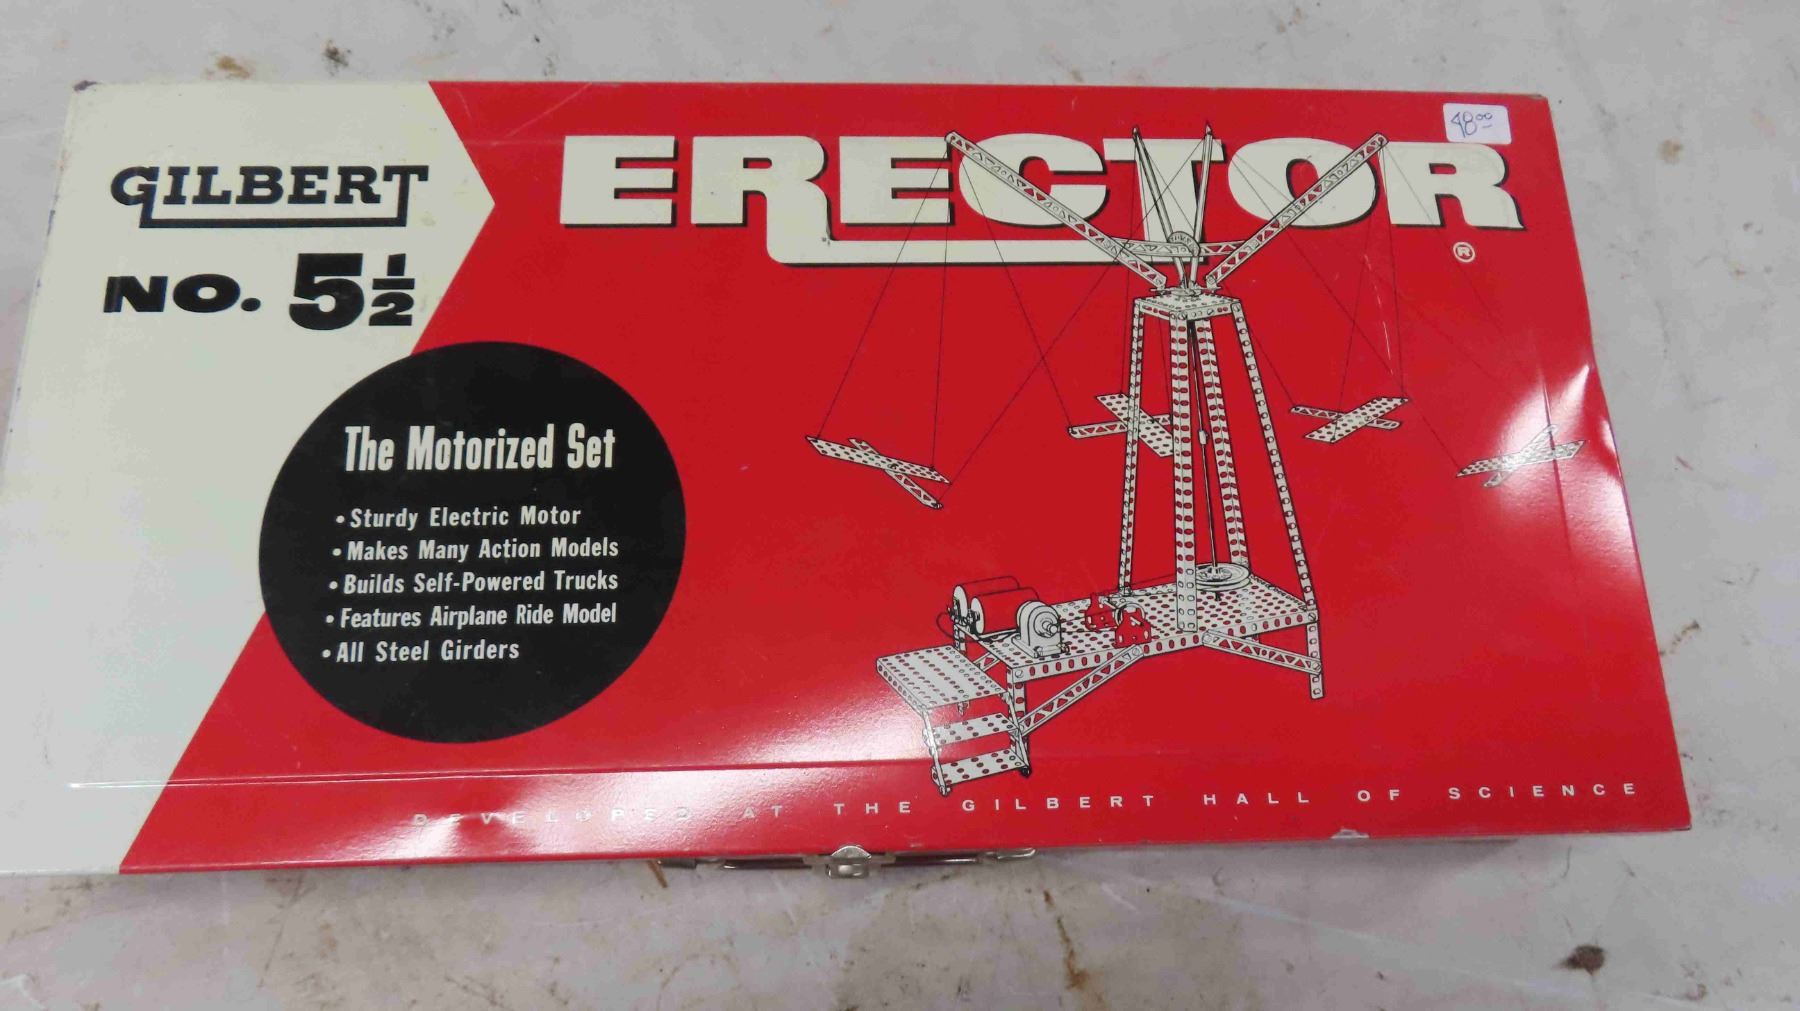 GILBERT
NO. 5 1/2
ERECTOR
®
48.00
The Motorized Set
• Sturdy Electric Motor
• Makes Many Action Models
• Builds Self-Powered Trucks
• Features Airplane Ride Model
• All Steel Girders
DEVELOPED AT THE GILBERT HALL OF SCIENCE